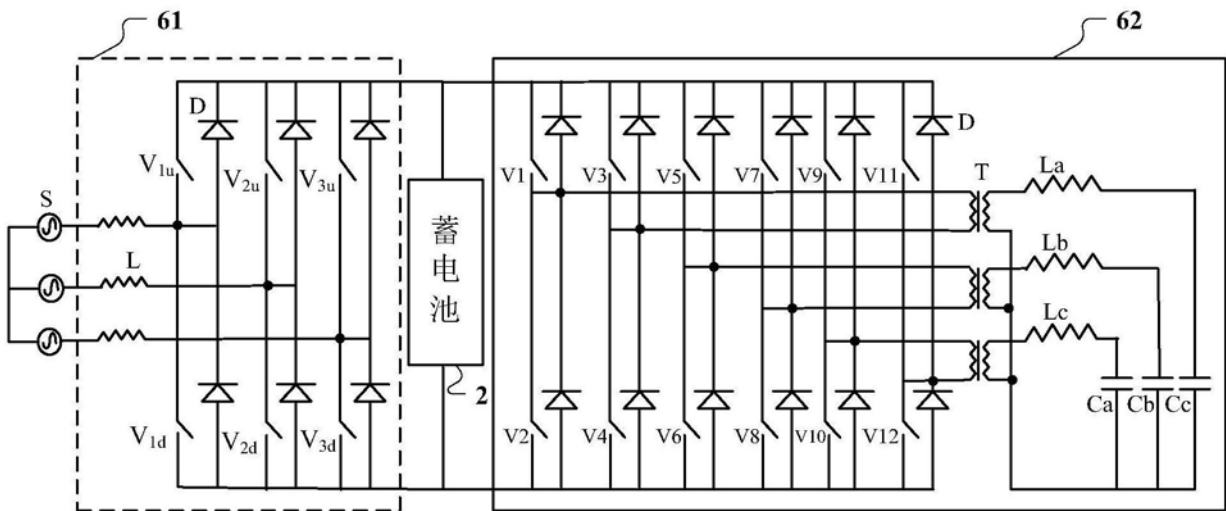 61
62
D
D
V1u
V2u
V3u
V1
V3
V5
V7
V9
V11
T
La
S
蓄电池
Lb
L
Lc
2
Ca
Cb
Cc
V1d
V2d
V3d
V2
V4
V6
V8
V10
V12